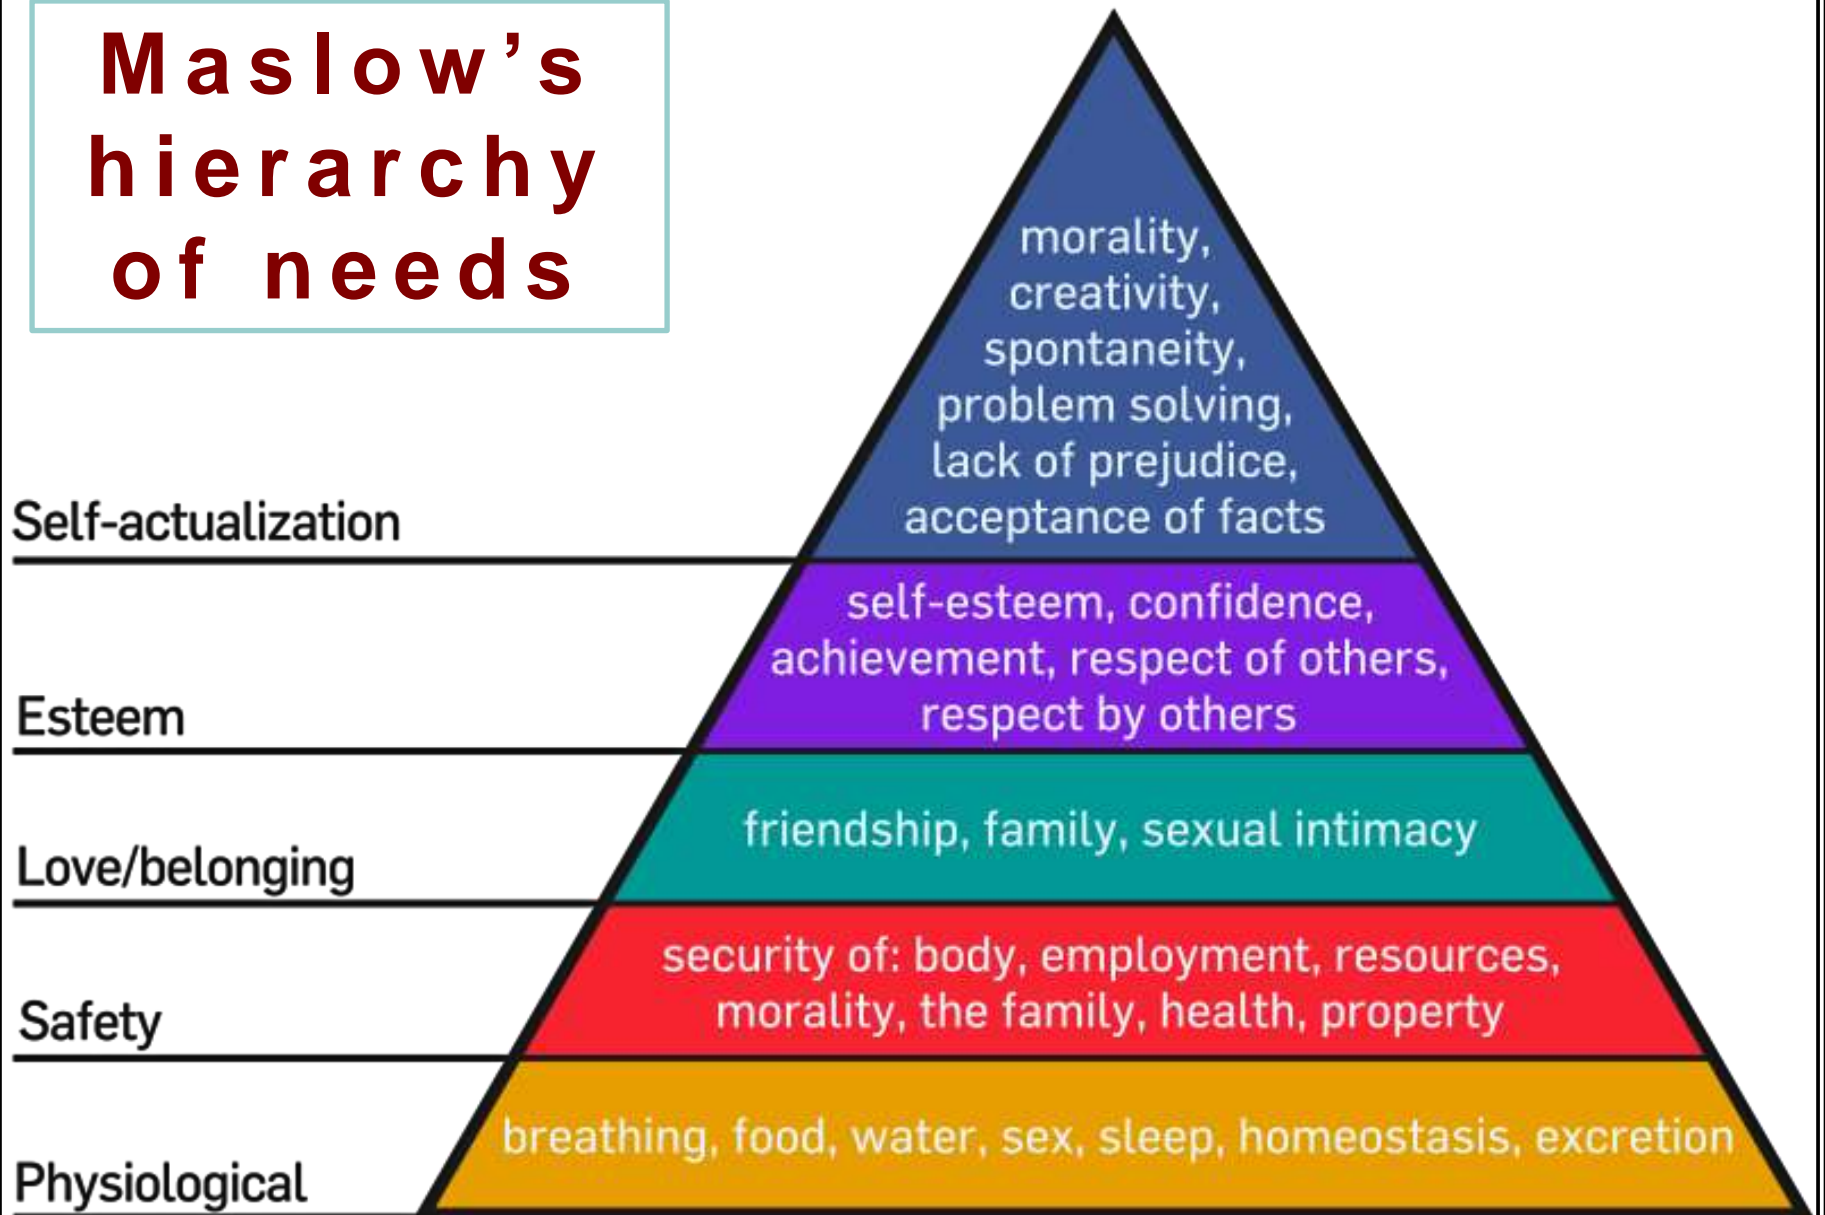 Maslow’s
hierarchy
of needs
morality,
creativity,
spontaneity,
problem solving,
lack of prejudice,
acceptance of facts
Self-actualization
self-esteem, confidence,
achievement, respect of others,
respect by others
Esteem
friendship, family, sexual intimacy
Love/belonging
security of: body, employment, resources,
morality, the family, health, property
Safety
breathing, food, water, sex, sleep, homeostasis, excretion
Physiological